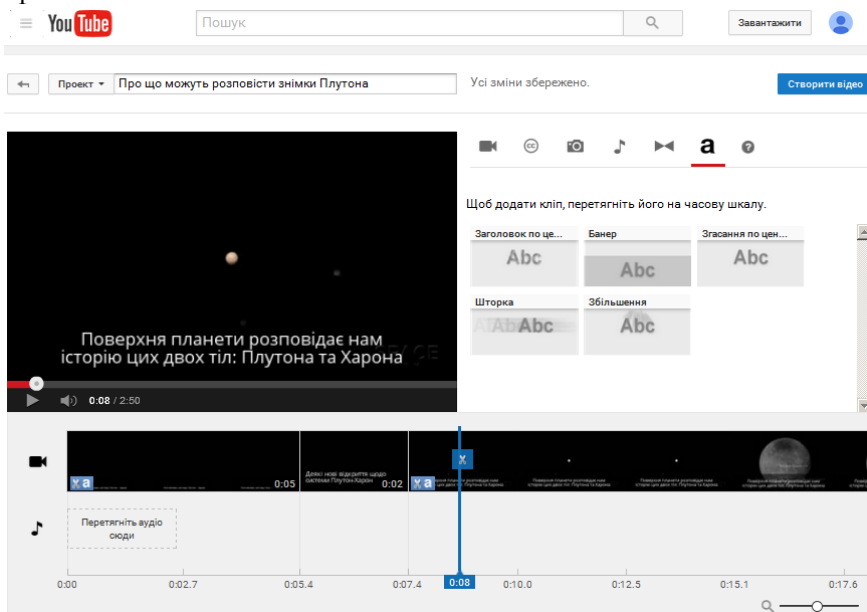 You Tube
Пошук
Завантажити
Проект
Про що можуть розповісти знімки Плутона
Усі зміни збережено.
Створити відео
cc
a
?
Щоб додати кліп, перетягніть його на часову шкалу.
Заголовок по це...
Abc
Банер
Abc
Згасання по цен...
Abc
Шторка
Abc
Збільшення
Abc
Поверхня планети розповідає нам
історію цих двох тіл: Плутона та Харона
0:08 / 2:50
a
0:05
Деякі нові відкриття щодо
системи Плутон-Харон
0:02
a
Перетягніть аудіо
сюди
0:00
0:02.7
0:05.4
0:07.4
0:08
0:10.0
0:12.5
0:15.1
0:17.6